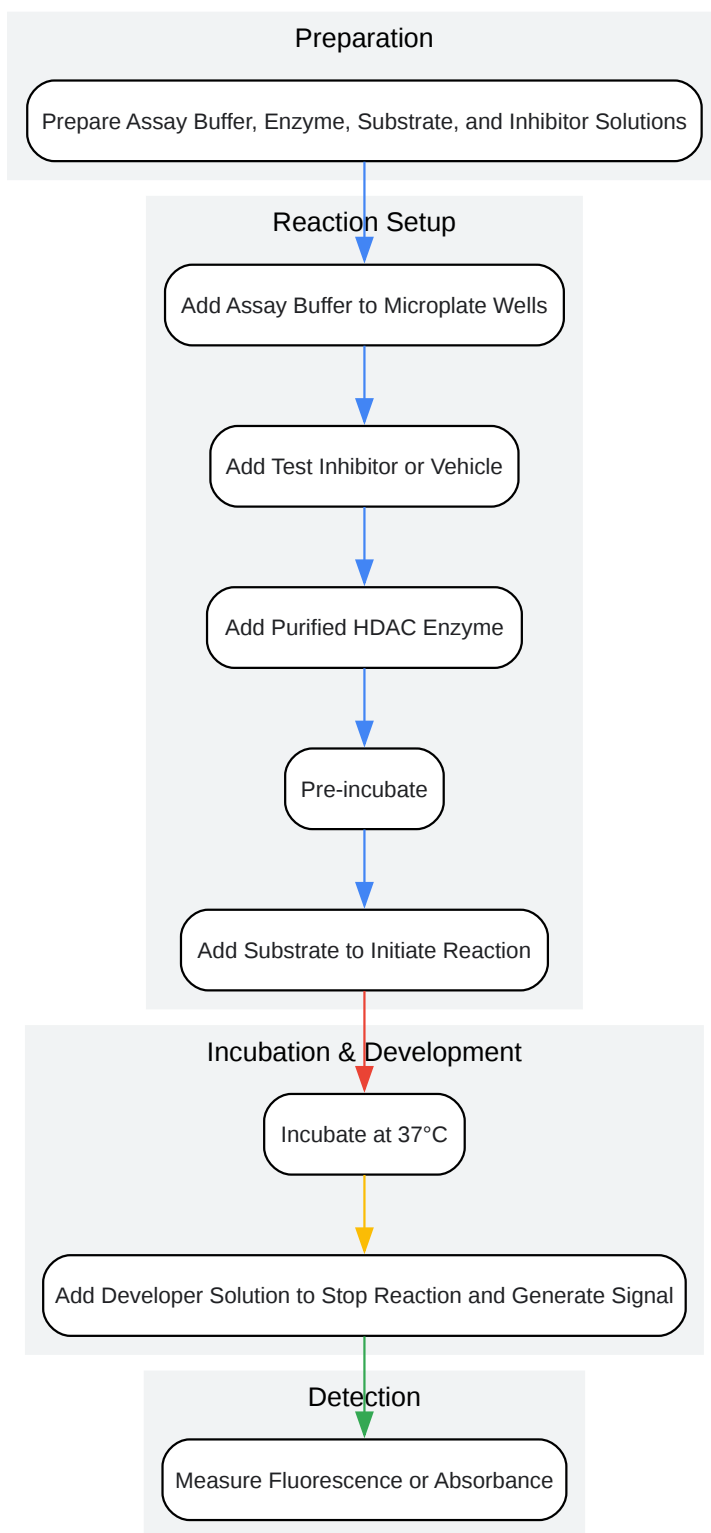 Preparation
Prepare Assay Buffer, Enzyme, Substrate, and Inhibitor Solutions
Reaction Setup
Add Assay Buffer to Microplate Wells
Add Test Inhibitor or Vehicle
Add Purified HDAC Enzyme
Pre-incubate
Add Substrate to Initiate Reaction
Incubation & Development
Incubate at 37°C
Add Developer Solution to Stop Reaction and Generate Signal
Detection
Measure Fluorescence or Absorbance